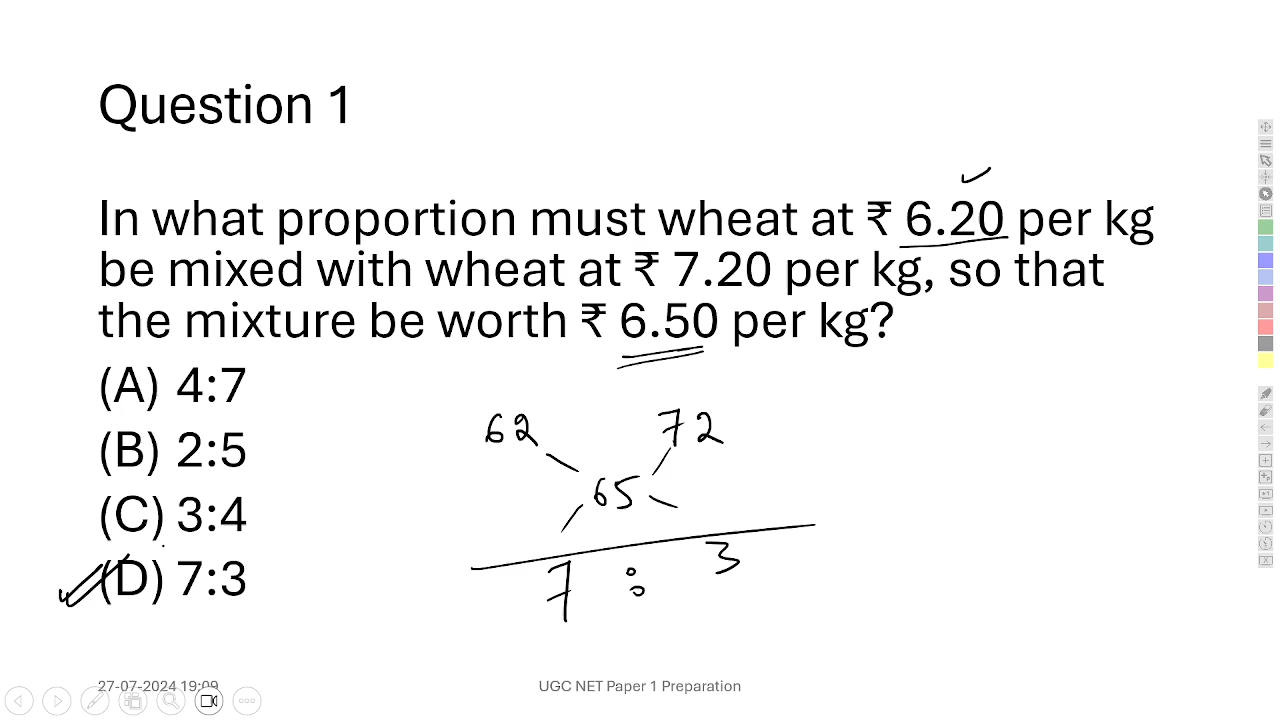 Question 1
In what proportion must wheat at ₹ 6.20 per kg
be mixed with wheat at ₹ 7.20 per kg, so that
the mixture be worth ₹ 6.50 per kg?
(A) 4:7
(B) 2:5
(C) 3:4
(D) 7:3
62 72
65
7 : 3
27-07-2024 19:09
UGC NET Paper 1 Preparation